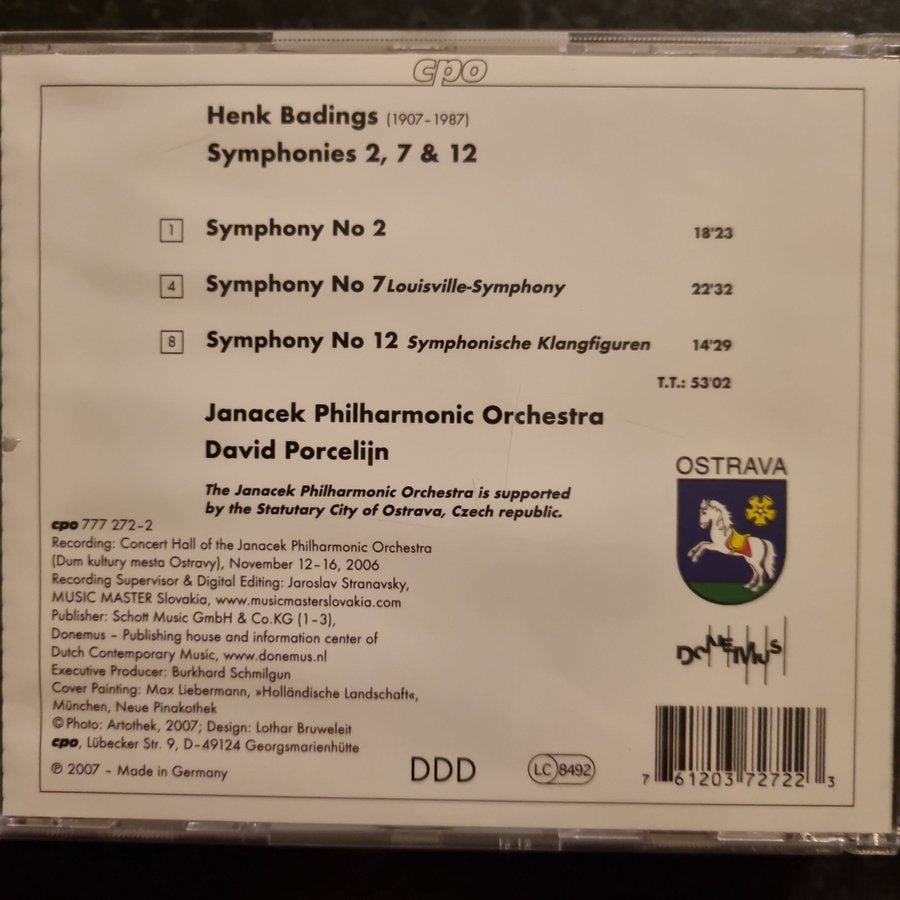 cpo
Henk Badings (1907-1987)
Symphonies 2, 7 & 12
1 Symphony No 2 18'23
4 Symphony No 7 Louisville-Symphony 22'32
8 Symphony No 12 Symphonische Klangfiguren 14'29
T.T.: 53'02
Janacek Philharmonic Orchestra
David Porcelijn
The Janacek Philharmonic Orchestra is supported
by the Statutary City of Ostrava, Czech republic.
OSTRAVA
cpo 777 272-2
Recording: Concert Hall of the Janacek Philharmonic Orchestra
(Dum kultury mesta Ostravy), November 12-16, 2006
Recording Supervisor & Digital Editing: Jaroslav Stranavsky,
MUSIC MASTER Slovakia, www.musicmasterslovakia.com
Publisher: Schott Music GmbH & Co.KG (1-3),
Donemus - Publishing house and information center of
Dutch Contemporary Music, www.donemus.nl
Executive Producer: Burkhard Schmilgun
Cover Painting: Max Liebermann, »Holländische Landschaft«,
München, Neue Pinakothek
© Photo: Artothek, 2007; Design: Lothar Bruweleit
cpo, Lübecker Str. 9, D-49124 Georgsmarienhütte
℗ 2007 - Made in Germany
DDD
LC 8492
DONEMUS
7 61203 72722 3